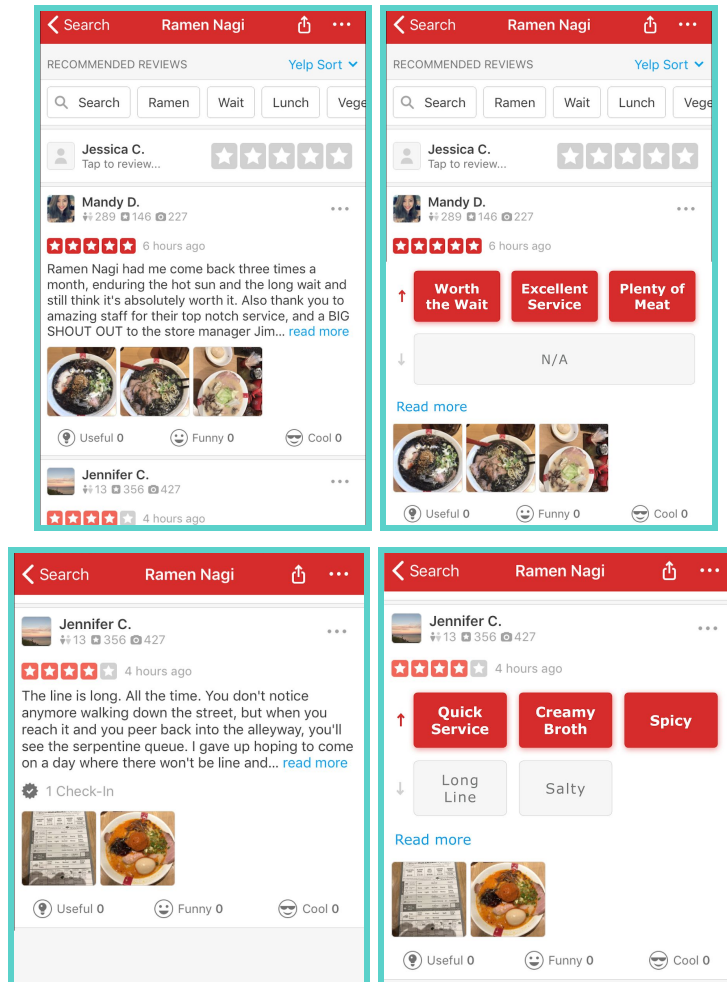 Search Ramen Nagi
RECOMMENDED REVIEWS Yelp Sort
Search Ramen Wait Lunch Vege
Jessica C.
Tap to review...
Mandy D.
289 146 227
6 hours ago
Ramen Nagi had me come back three times a
month, enduring the hot sun and the long wait and
still think it's absolutely worth it. Also thank you to
amazing staff for their top notch service, and a BIG
SHOUT OUT to the store manager Jim... read more
Useful 0 Funny 0 Cool 0
Jennifer C.
13 356 427
4 hours ago
Search Ramen Nagi
RECOMMENDED REVIEWS Yelp Sort
Search Ramen Wait Lunch Vege
Jessica C.
Tap to review...
Mandy D.
289 146 227
6 hours ago
Worth
the Wait
Excellent
Service
Plenty of
Meat
N/A
Read more
Useful 0 Funny 0 Cool 0
Search Ramen Nagi
Jennifer C.
13 356 427
4 hours ago
The line is long. All the time. You don't notice
anymore walking down the street, but when you
reach it and you peer back into the alleyway, you'll
see the serpentine queue. I gave up hoping to come
on a day where there won't be line and... read more
1 Check-In
Useful 0 Funny 0 Cool 0
Search Ramen Nagi
Jennifer C.
13 356 427
4 hours ago
Quick
Service
Creamy
Broth
Spicy
Long
Line
Salty
Read more
Useful 0 Funny 0 Cool 0